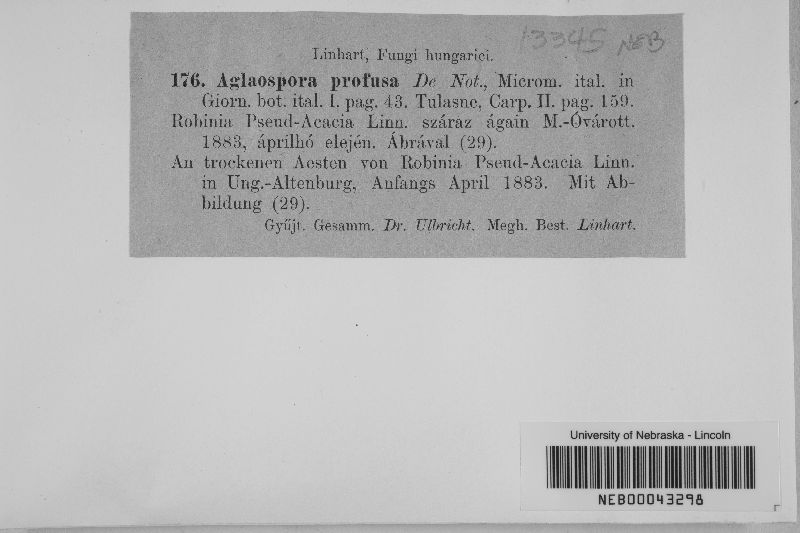 13345 NEB
Linhart, Fungi hungarici.
176. Aglaospora profusa De Not., Microm. ital. in
Giorn. bot. ital. I. pag. 43. Tulasne, Carp. II. pag. 159.
Robinia Pseud-Acacia Linn. száraz ágain M.-Óvárott.
1883, áprilhó elején. Ábrával (29).
An trockenen Aesten von Robinia Pseud-Acacia Linn.
in Ung.-Altenburg, Anfangs April 1883. Mit Ab-
bildung (29).
Gyűjt. Gesamm. Dr. Ulbricht. Megh. Best. Linhart.
University of Nebraska - Lincoln
NEB00043298